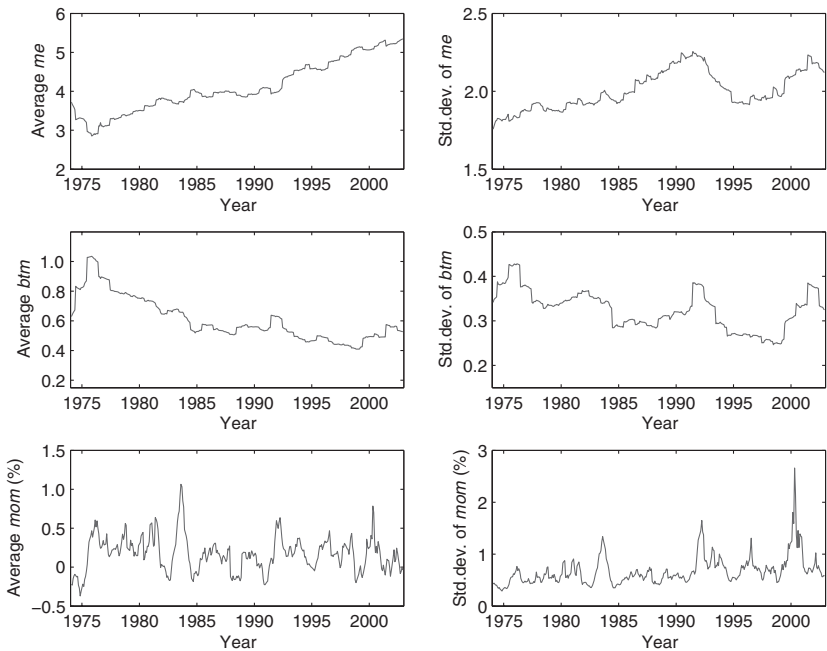 Average me
6
5
4
3
2
1975 1980 1985 1990 1995 2000
Year
Std.dev. of me
2.5
2.0
1.5
1975 1980 1985 1990 1995 2000
Year
Average btm
1.0
0.8
0.6
0.4
0.2
1975 1980 1985 1990 1995 2000
Year
Std.dev. of btm
0.5
0.4
0.3
0.2
1975 1980 1985 1990 1995 2000
Year
Average mom (%)
1.5
1.0
0.5
0
−0.5
1975 1980 1985 1990 1995 2000
Year
Std.dev. of mom (%)
3
2
1
0
1975 1980 1985 1990 1995 2000
Year